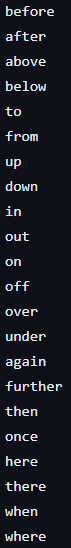 before
after
above
below
to
from
up
down
in
out
on
off
over
under
again
further
then
once
here
there
when
where